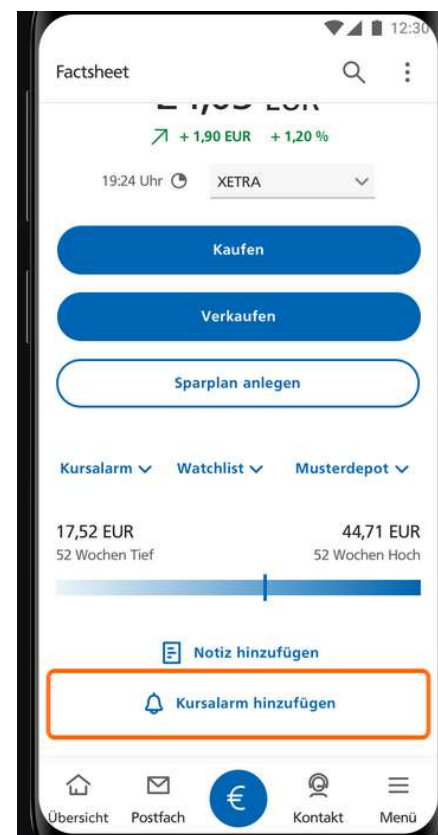 12:30
Factsheet
+ 1,90 EUR + 1,20 %
19:24 Uhr XETRA
Kaufen
Verkaufen
Sparplan anlegen
Kursalarm Watchlist Musterdepot
17,52 EUR 44,71 EUR
52 Wochen Tief 52 Wochen Hoch
Notiz hinzufügen
Kursalarm hinzufügen
€
Übersicht Postfach Kontakt Menü